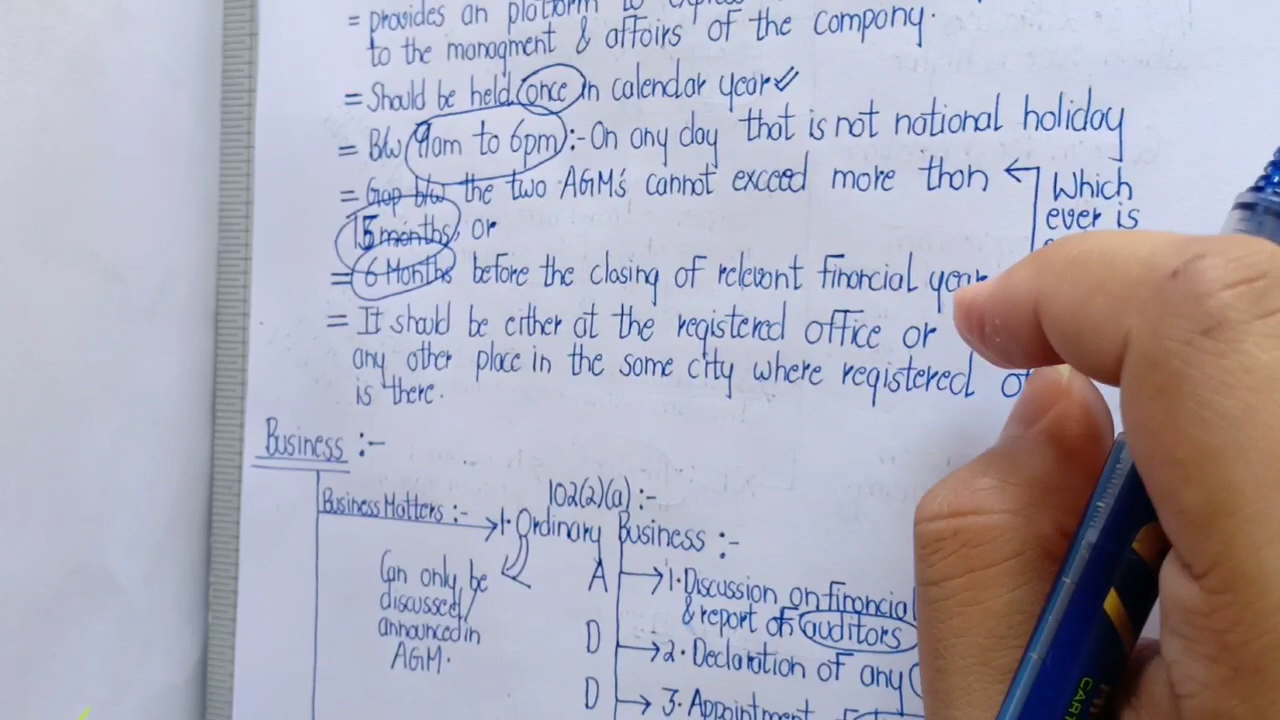 = provides an platform to
to the managment & affairs of the company.
= Should be held once in calendar year ✓
= B/w 9am to 6pm :- On any day that is not national holiday
= Gap b/w the two AGM's cannot exceed more than
Which
ever is
15 months, or
= 6 Months before the closing of relevant financial year
= It should be either at the registered office or
any other place in the same city where registered
is there.
Business :-
Business Matters :-
102(2)(a) :-
1. Ordinary Business :-
Can only be
discussed/
announced in
AGM.
A
1. Discussion on financial
& report of auditors
D
2. Declaration of any
D
3. Appointment